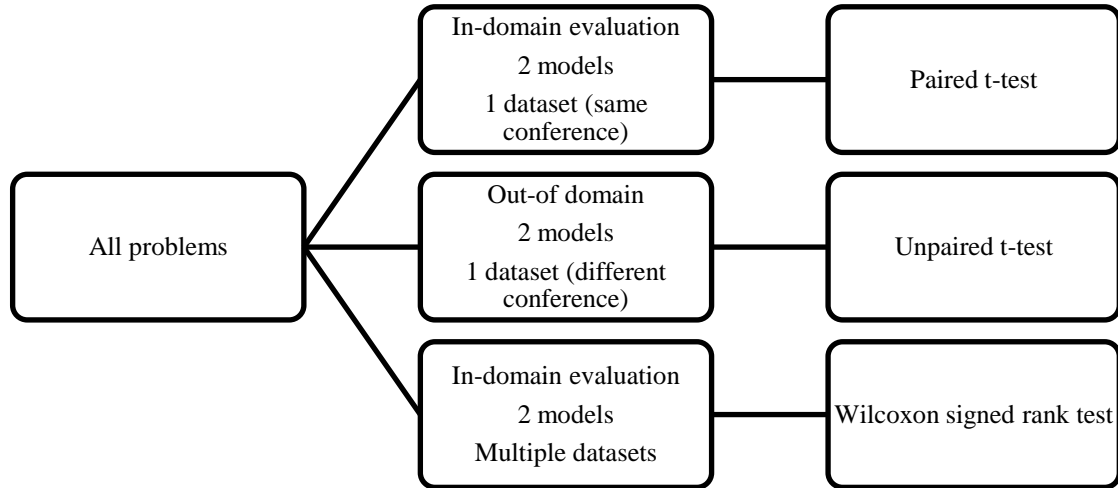 In-domain evaluation
2 models
1 dataset (same
conference)
Paired t-test
All problems
Out-of domain
2 models
1 dataset (different
conference)
Unpaired t-test
In-domain evaluation
2 models
Multiple datasets
Wilcoxon signed rank test